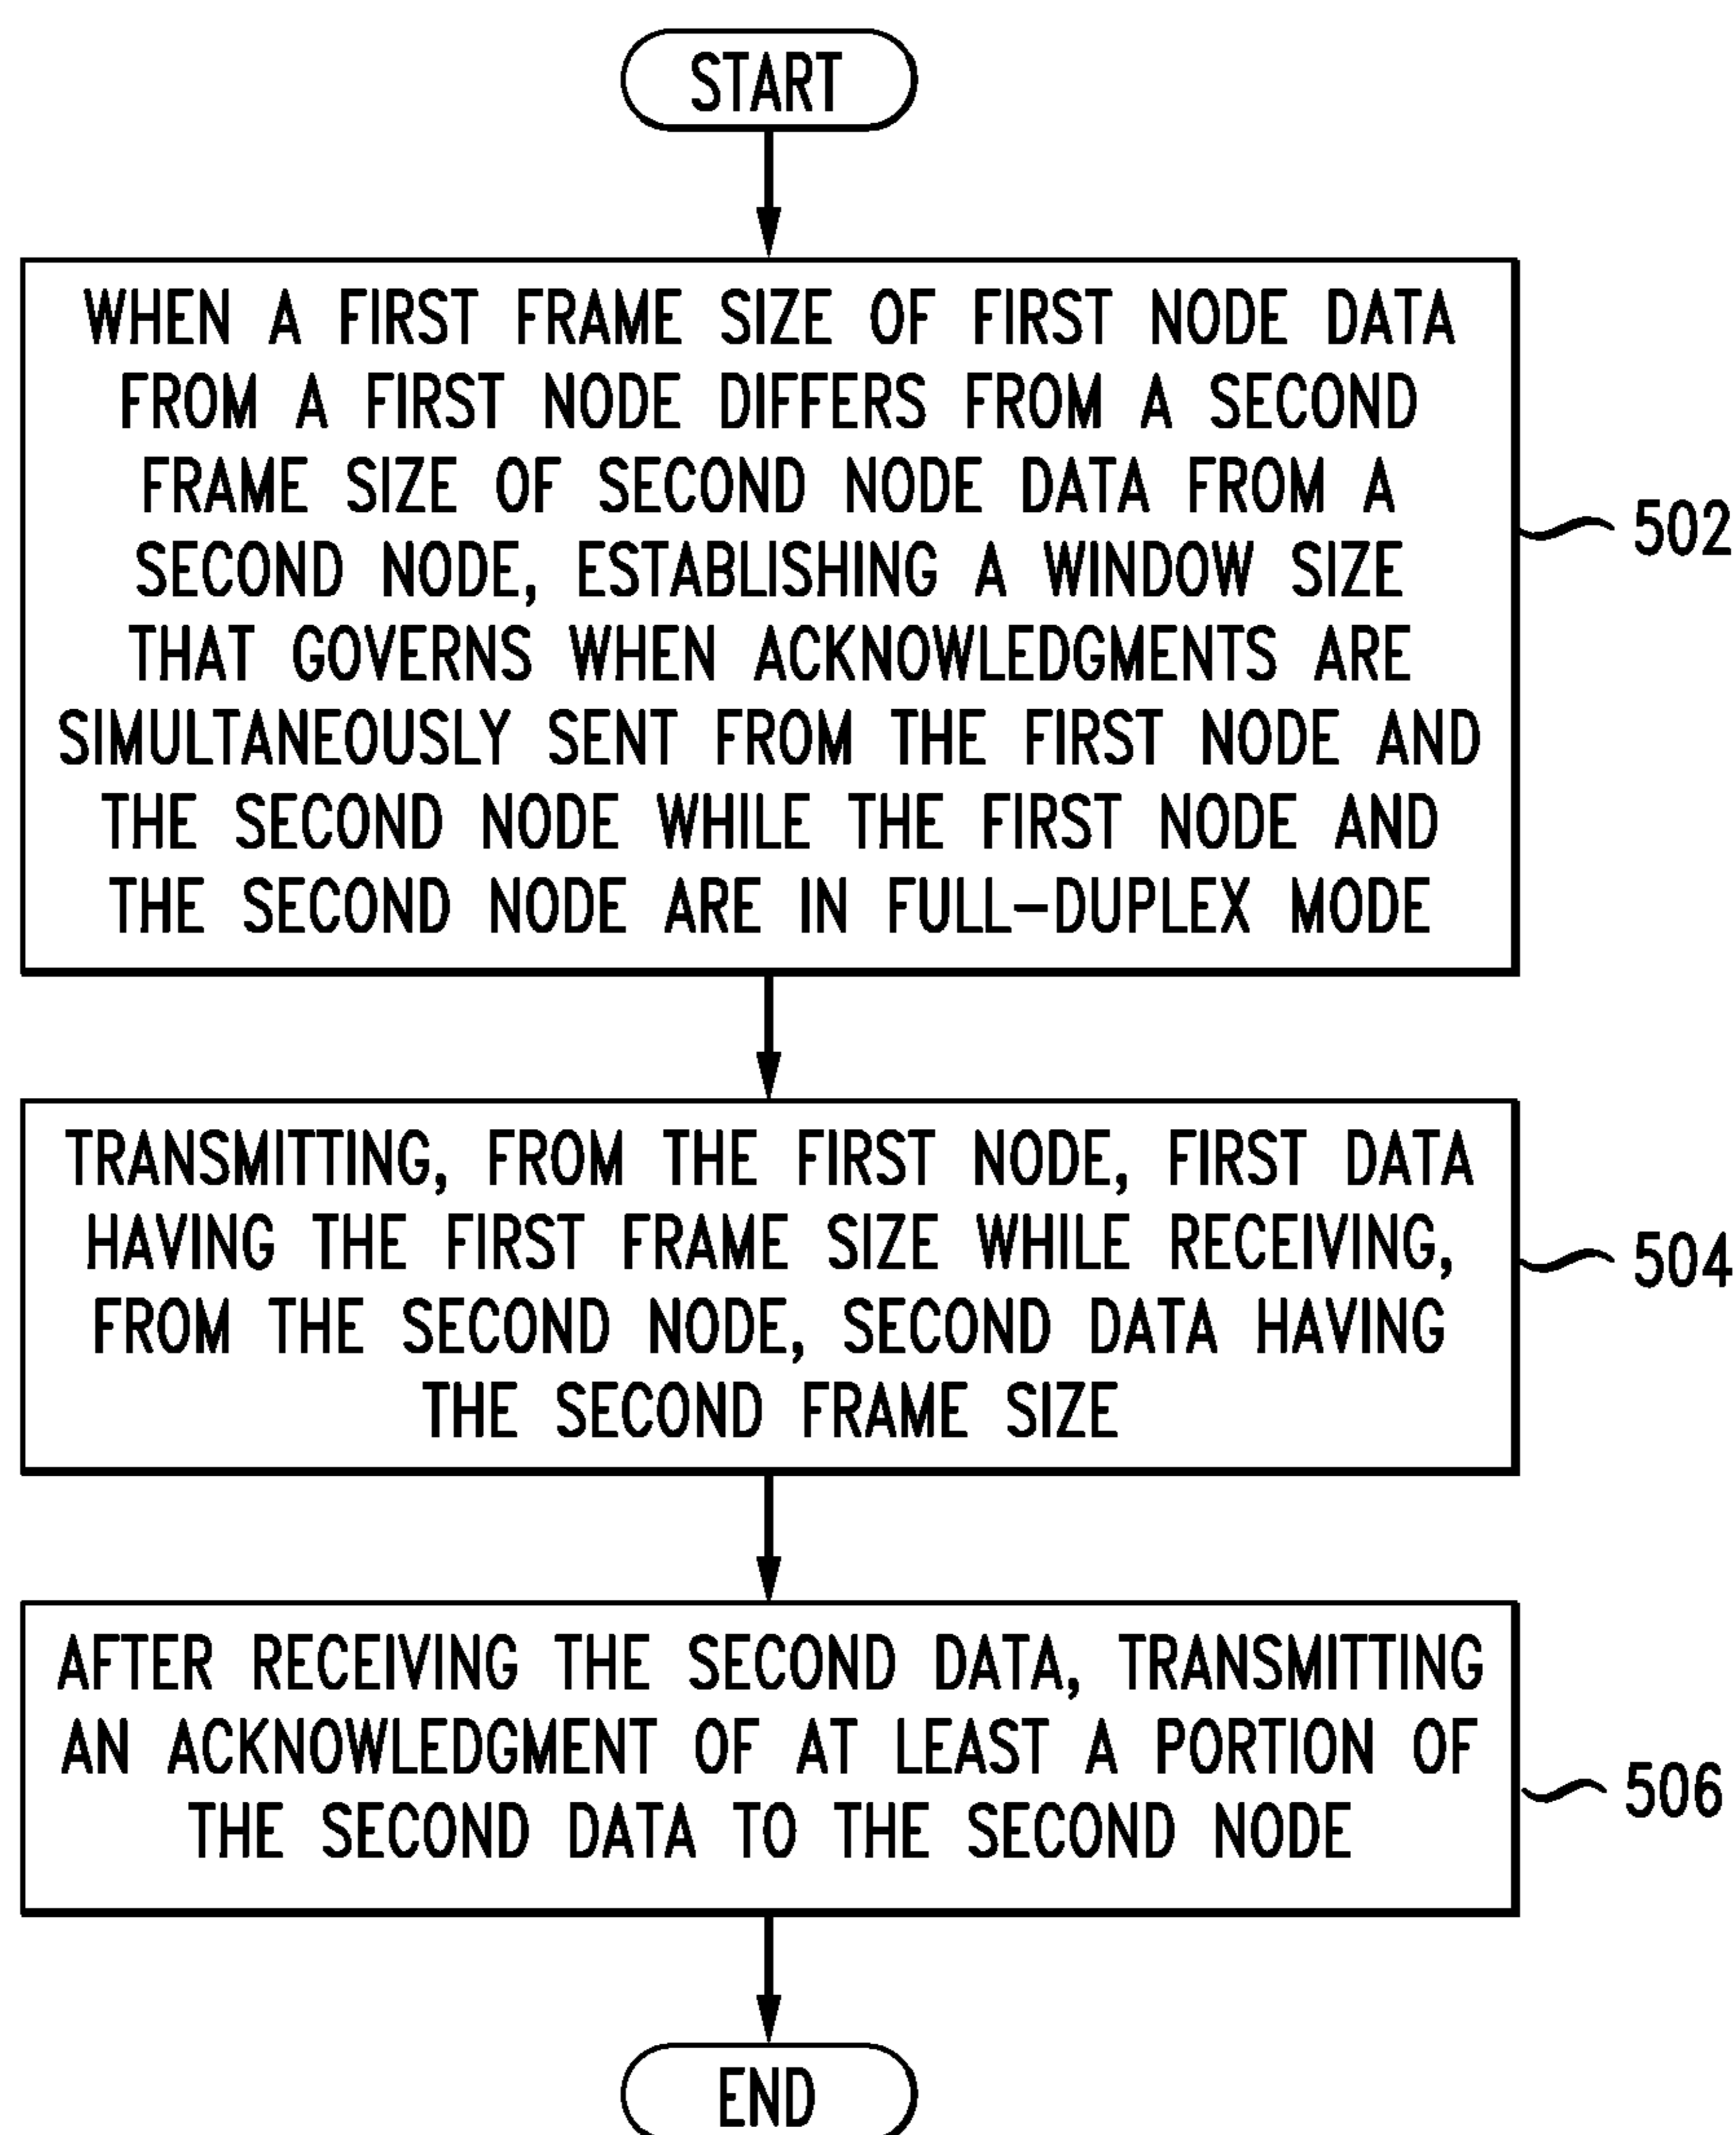 START
WHEN A FIRST FRAME SIZE OF FIRST NODE DATA
FROM A FIRST NODE DIFFERS FROM A SECOND
FRAME SIZE OF SECOND NODE DATA FROM A
SECOND NODE, ESTABLISHING A WINDOW SIZE
THAT GOVERNS WHEN ACKNOWLEDGMENTS ARE
SIMULTANEOUSLY SENT FROM THE FIRST NODE AND
THE SECOND NODE WHILE THE FIRST NODE AND
THE SECOND NODE ARE IN FULL-DUPLEX MODE
502
TRANSMITTING, FROM THE FIRST NODE, FIRST DATA
HAVING THE FIRST FRAME SIZE WHILE RECEIVING,
FROM THE SECOND NODE, SECOND DATA HAVING
THE SECOND FRAME SIZE
504
AFTER RECEIVING THE SECOND DATA, TRANSMITTING
AN ACKNOWLEDGMENT OF AT LEAST A PORTION OF
THE SECOND DATA TO THE SECOND NODE
506
END